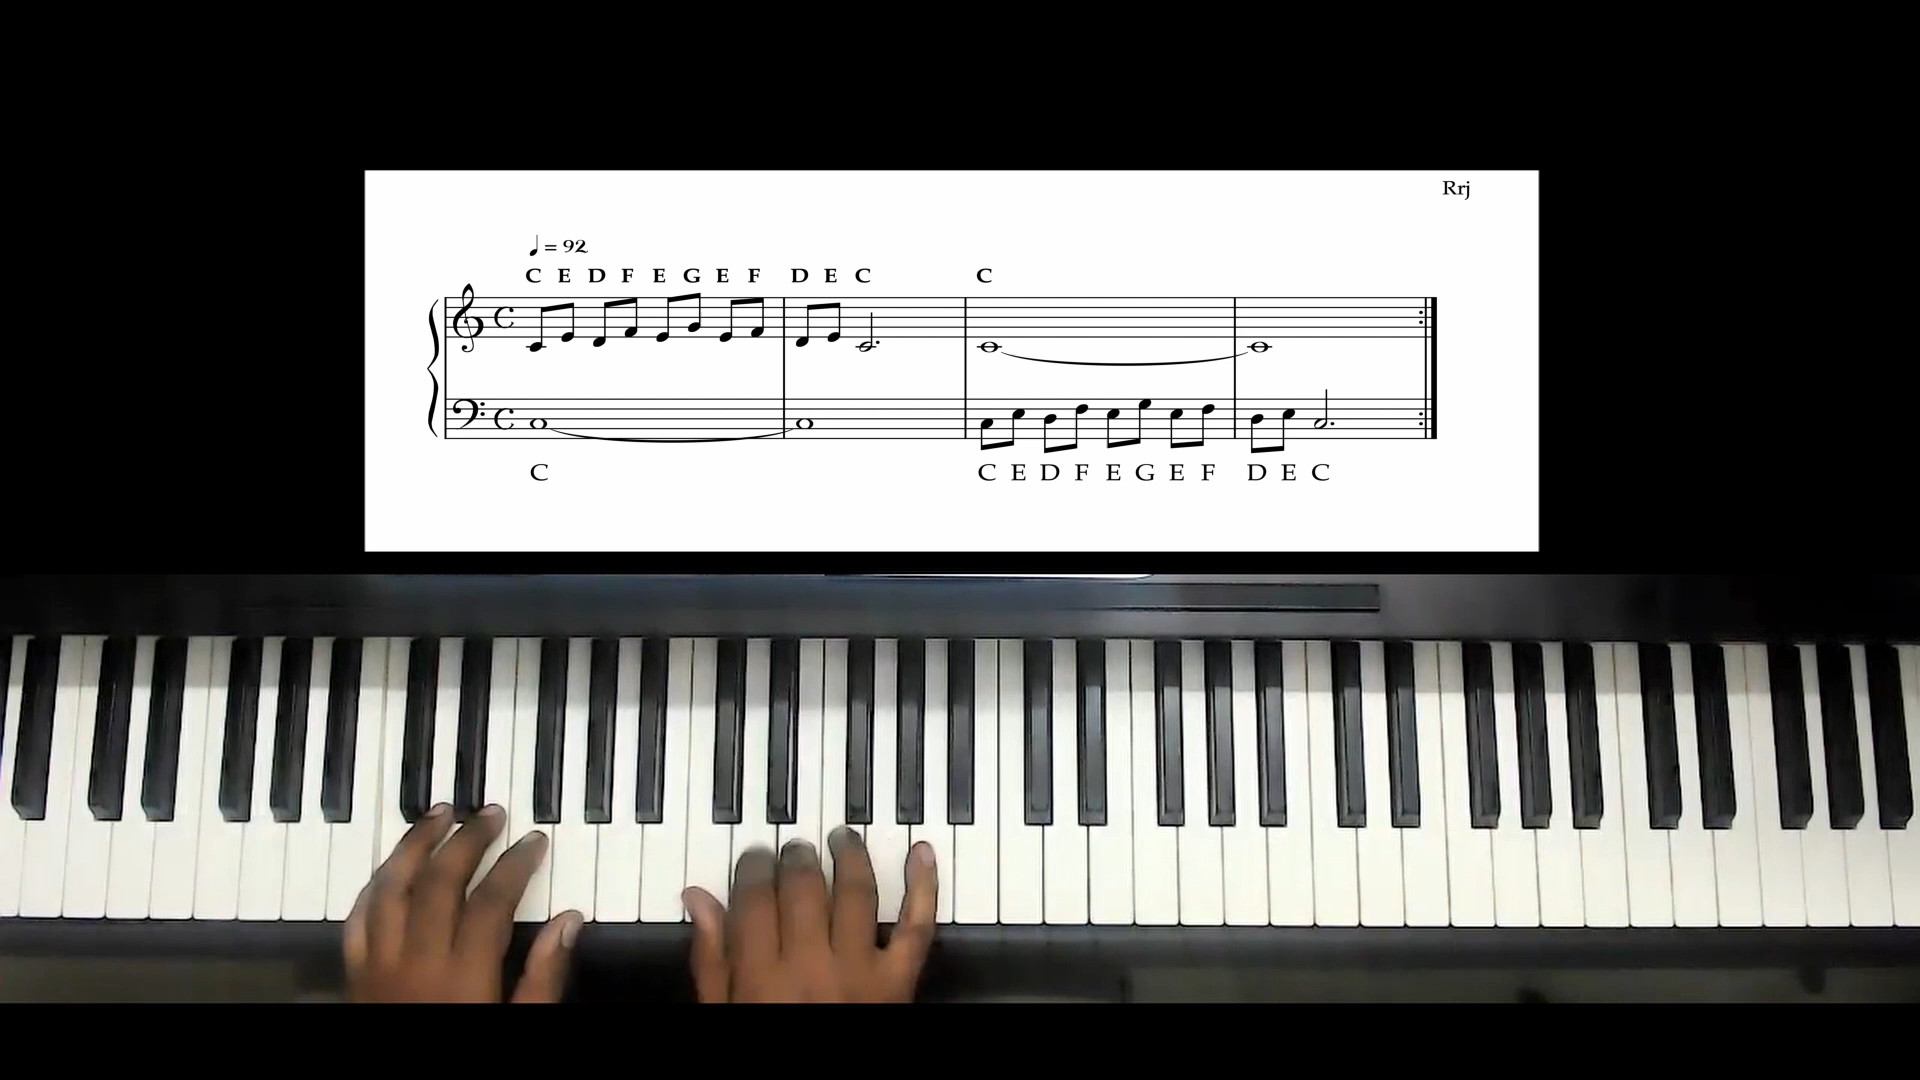 Rrj
♩ = 92
C E D F E G E F D E C C
C C E D F E G E F D E C